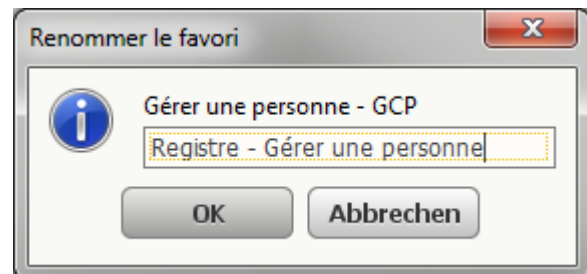 Renommer le favori
Gérer une personne - GCP
Registre - Gérer une personne
OK
Abbrechen